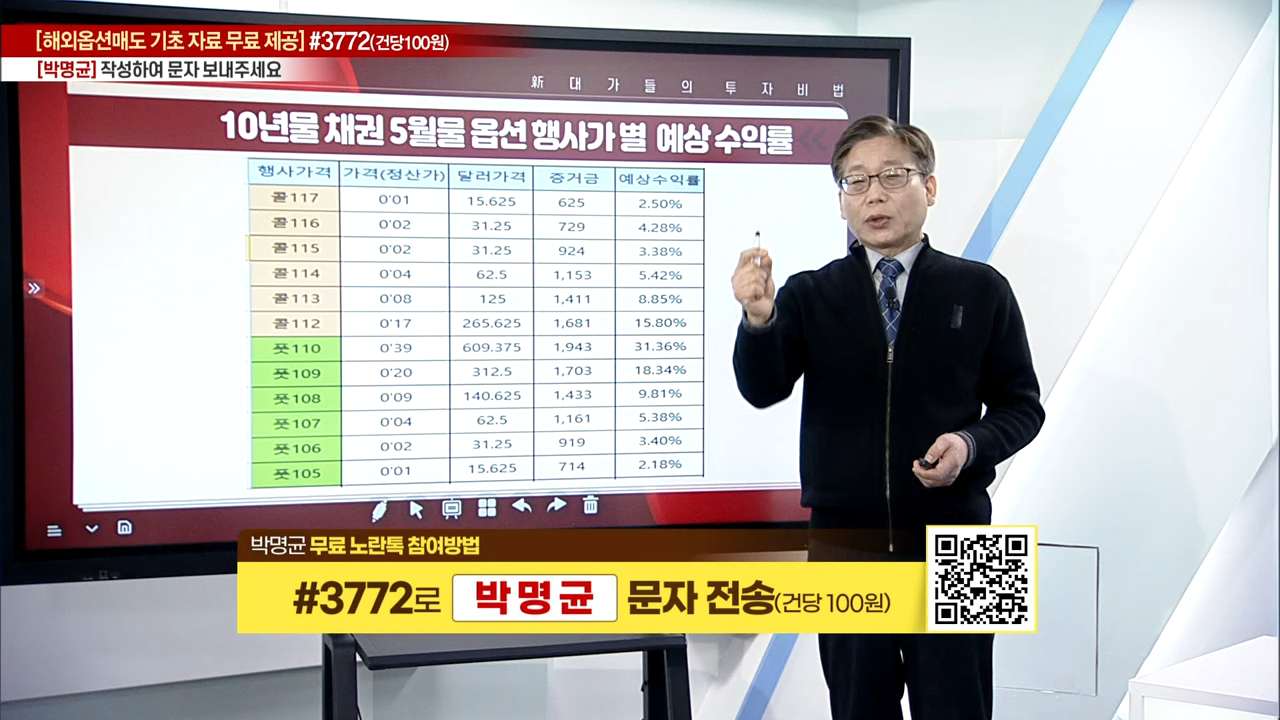 [해외옵션매도 기초 자료 무료 제공] #3772(건당100원)
[박명균] 작성하여 문자 보내주세요
新 대 가 들 의 투 자 비 법
10년물 채권 5월물 옵션 행사가 별 예상 수익률
행사가격 가격(정산가) 달러가격 증거금 예상수익률
콜117 0'01 15.625 625 2.50%
콜116 0'02 31.25 729 4.28%
콜115 0'02 31.25 924 3.38%
콜114 0'04 62.5 1,153 5.42%
콜113 0'08 125 1,411 8.85%
콜112 0'17 265.625 1,681 15.80%
풋110 0'39 609.375 1,943 31.36%
풋109 0'20 312.5 1,703 18.34%
풋108 0'09 140.625 1,433 9.81%
풋107 0'04 62.5 1,161 5.38%
풋106 0'02 31.25 919 3.40%
풋105 0'01 15.625 714 2.18%
박명균 무료 노란톡 참여방법
#3772로 박명균 문자 전송(건당 100원)